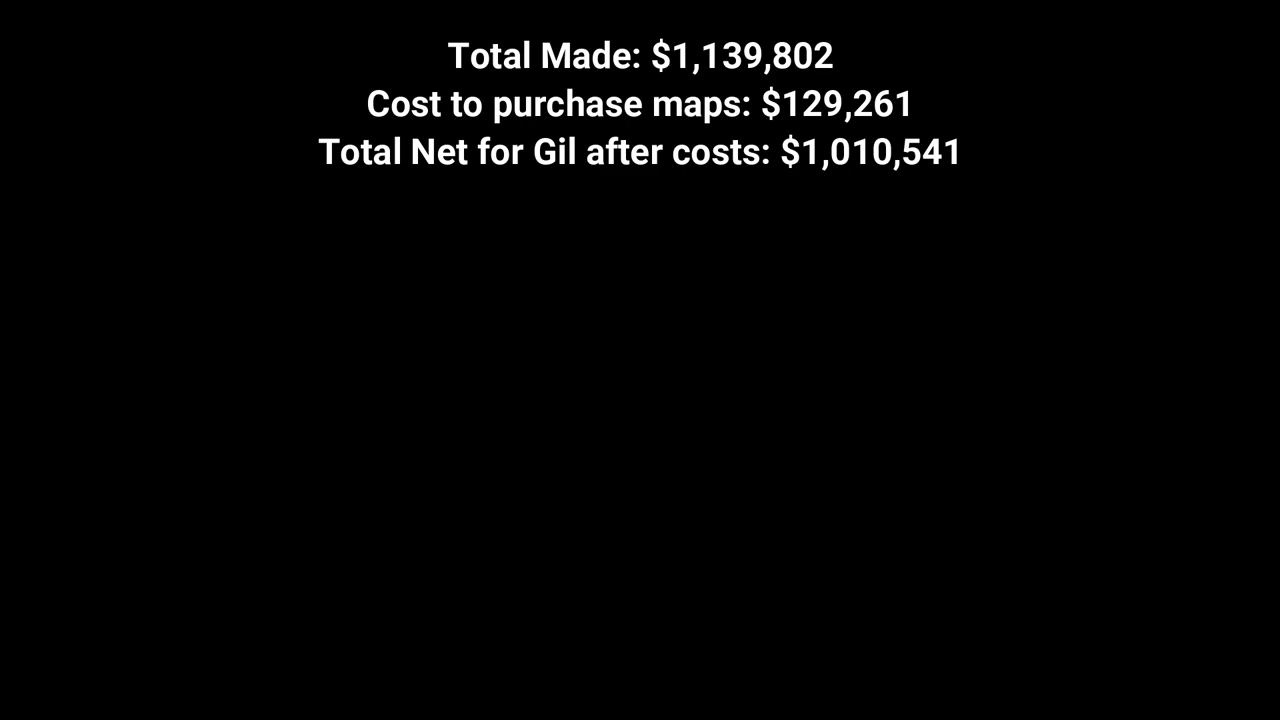 Total Made: $1,139,802
Cost to purchase maps: $129,261
Total Net for Gil after costs: $1,010,541